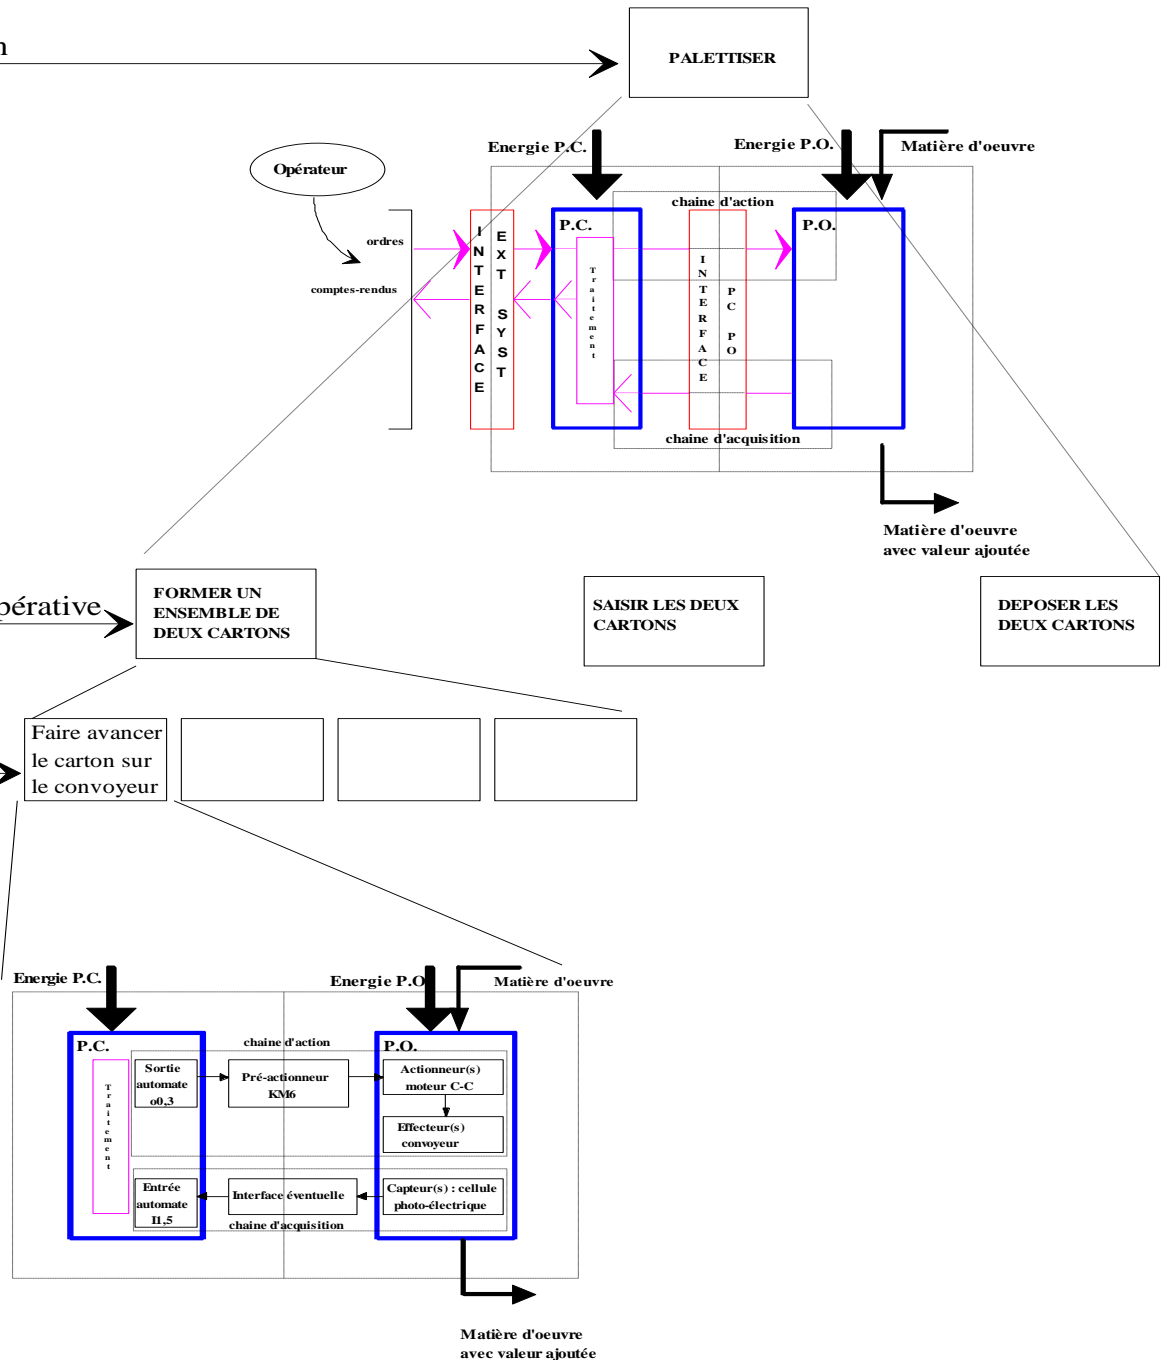 n
PALETTISER
Energie P.C.
Energie P.O.
Matière d'oeuvre
Opérateur
chaine d'action
P.C.
P.O.
ordres
comptes-rendus
INTERFACE
EXT SYST
Traitement
INTERFACE
PC PO
chaine d'acquisition
Matière d'oeuvre
avec valeur ajoutée
pérative
FORMER UN
ENSEMBLE DE
DEUX CARTONS
SAISIR LES DEUX
CARTONS
DEPOSER LES
DEUX CARTONS
Faire avancer
le carton sur
le convoyeur
Energie P.C.
Energie P.O
Matière d'oeuvre
P.C.
chaine d'action
P.O.
Traitement
Sortie
automate
o0,3
Pré-actionneur
KM6
Actionneur(s)
moteur C-C
Effecteur(s)
convoyeur
Entrée
automate
I1,5
Interface éventuelle
Capteur(s) : cellule
photo-électrique
chaine d'acquisition
Matière d'oeuvre
avec valeur ajoutée